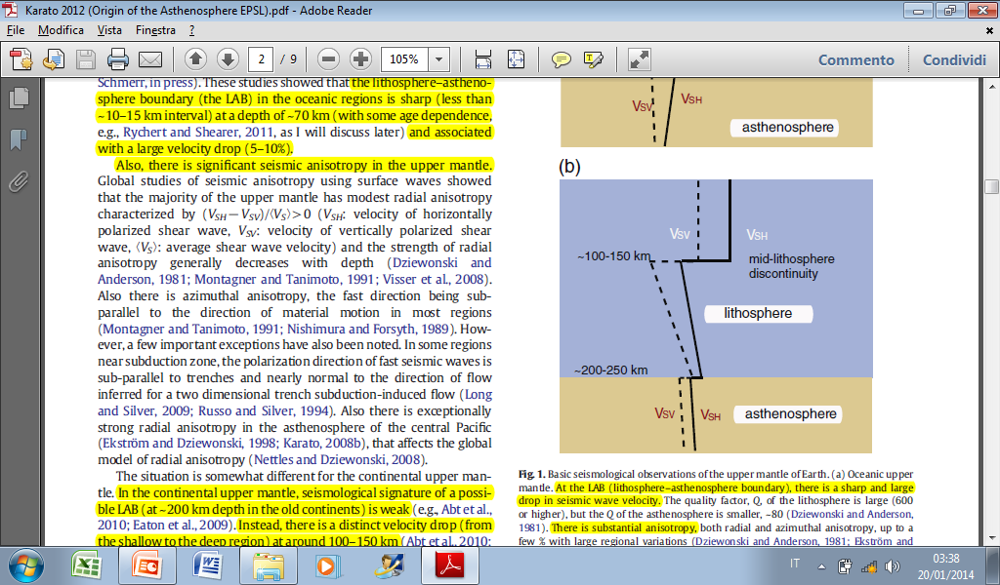 Karato 2012 (Origin of the Asthenosphere EPSL).pdf - Adobe Reader
File Modifica Vista Finestra ?
2 / 9 105% Commento Condividi
Schmerr, in press). These studies showed that the lithosphere–astheno-
sphere boundary (the LAB) in the oceanic regions is sharp (less than
~10–15 km interval) at a depth of ~70 km (with some age dependence,
e.g., Rychert and Shearer, 2011, as I will discuss later) and associated
with a large velocity drop (5–10%).
Also, there is significant seismic anisotropy in the upper mantle.
Global studies of seismic anisotropy using surface waves showed
that the majority of the upper mantle has modest radial anisotropy
characterized by (VSH−VSV)/⟨VS⟩>0 (VSH: velocity of horizontally
polarized shear wave, VSV: velocity of vertically polarized shear
wave, ⟨VS⟩: average shear wave velocity) and the strength of radial
anisotropy generally decreases with depth (Dziewonski and
Anderson, 1981; Montagner and Tanimoto, 1991; Visser et al., 2008).
Also there is azimuthal anisotropy, the fast direction being sub-
parallel to the direction of material motion in most regions
(Montagner and Tanimoto, 1991; Nishimura and Forsyth, 1989). How-
ever, a few important exceptions have also been noted. In some regions
near subduction zone, the polarization direction of fast seismic waves is
sub-parallel to trenches and nearly normal to the direction of flow
inferred for a two dimensional trench subduction-induced flow (Long
and Silver, 2009; Russo and Silver, 1994). Also there is exceptionally
strong radial anisotropy in the asthenosphere of the central Pacific
(Ekström and Dziewonski, 1998; Karato, 2008b), that affects the global
model of radial anisotropy (Nettles and Dziewonski, 2008).
The situation is somewhat different for the continental upper man-
tle. In the continental upper mantle, seismological signature of a possi-
ble LAB (at ~200 km depth in the old continents) is weak (e.g., Abt et al.,
2010; Eaton et al., 2009). Instead, there is a distinct velocity drop (from
the shallow to the deep region) at around 100–150 km (Abt et al., 2010;
VSV VSH
asthenosphere
(b)
VSV VSH
~100-150 km
mid-lithosphere
discontinuity
lithosphere
~200-250 km
VSV VSH asthenosphere
Fig. 1. Basic seismological observations of the upper mantle of Earth. (a) Oceanic upper
mantle. At the LAB (lithosphere–asthenosphere boundary), there is a sharp and large
drop in seismic wave velocity. The quality factor, Q, of the lithosphere is large (600
or higher), but the Q of the asthenosphere is smaller, ~80 (Dziewonski and Anderson,
1981). There is substantial anisotropy, both radial and azimuthal anisotropy, up to a
few % with large regional variations (Dziewonski and Anderson, 1981; Ekström and
IT
03:38
20/01/2014